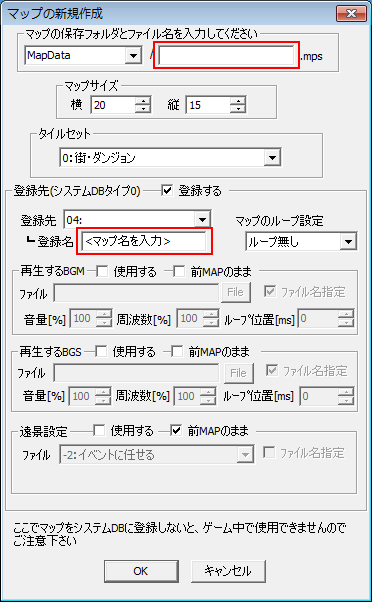 マップの新規作成
マップの保存フォルダとファイル名を入力してください
MapData / .mps
マップサイズ
横 20 縦 15
タイルセット
0:街・ダンジョン
登録先(システムDBタイプ0) 登録する
登録先 04:
┗ 登録名 <マップ名を入力>
マップのループ設定
ループ無し
再生するBGM 使用する 前MAPのまま
ファイル File ファイル名指定
音量[%] 100 周波数[%] 100 ループ位置[ms] 0
再生するBGS 使用する 前MAPのまま
ファイル File ファイル名指定
音量[%] 100 周波数[%] 100 ループ位置[ms] 0
遠景設定 使用する 前MAPのまま
ファイル -2:イベントに任せる ファイル名指定
ここでマップをシステムDBに登録しないと、ゲーム中で使用できませんので
ご注意下さい
OK キャンセル